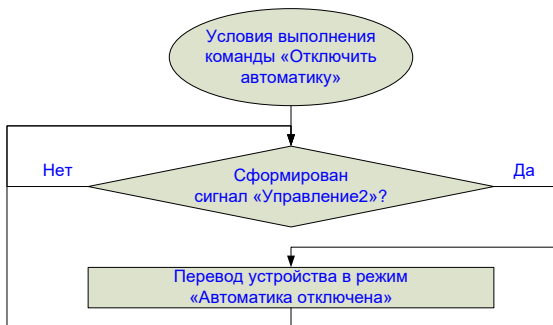 Условия выполнения
команды «Отключить
автоматику»
Нет
Сформирован
сигнал «Управление2»?
Да
Перевод устройства в режим
«Автоматика отключена»